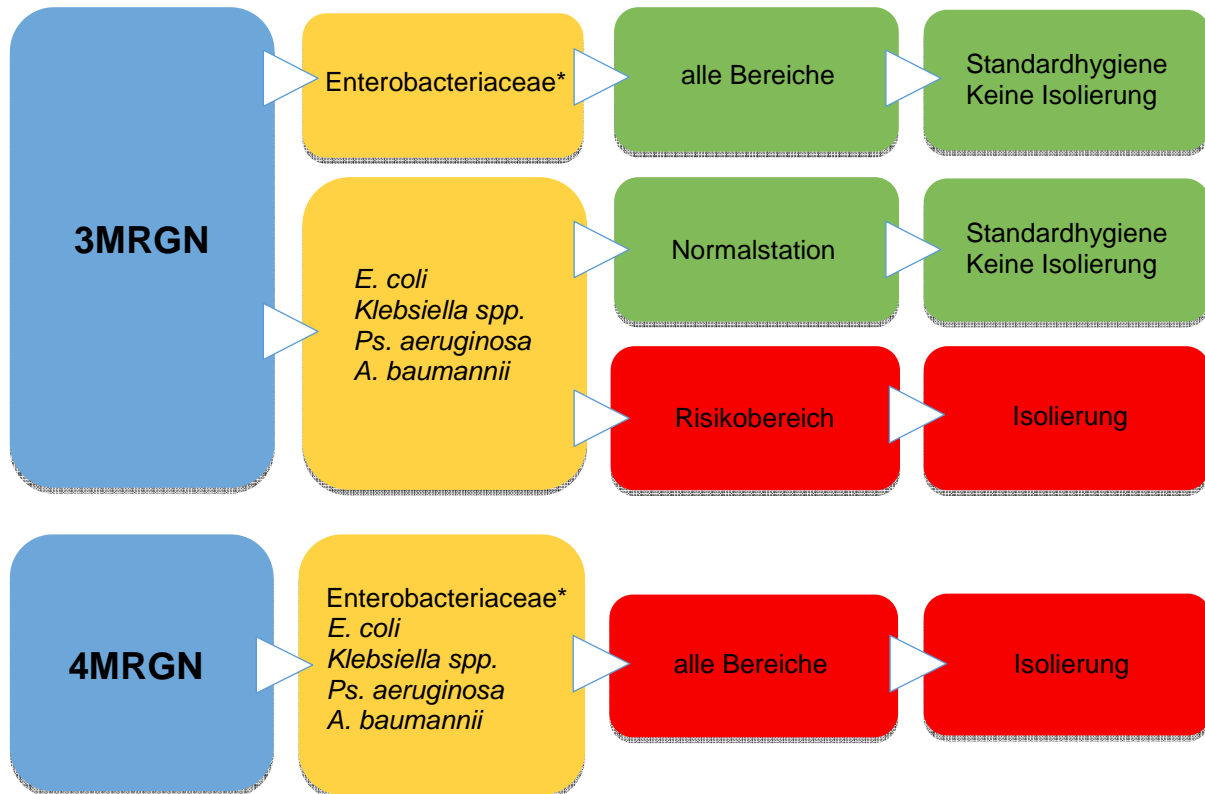 Enterobacteriaceae*
alle Bereiche
Standardhygiene
Keine Isolierung
3MRGN
E. coli
Klebsiella spp.
Ps. aeruginosa
A. baumannii
Normalstation
Standardhygiene
Keine Isolierung
Risikobereich
Isolierung
4MRGN
Enterobacteriaceae*
E. coli
Klebsiella spp.
Ps. aeruginosa
A. baumannii
alle Bereiche
Isolierung